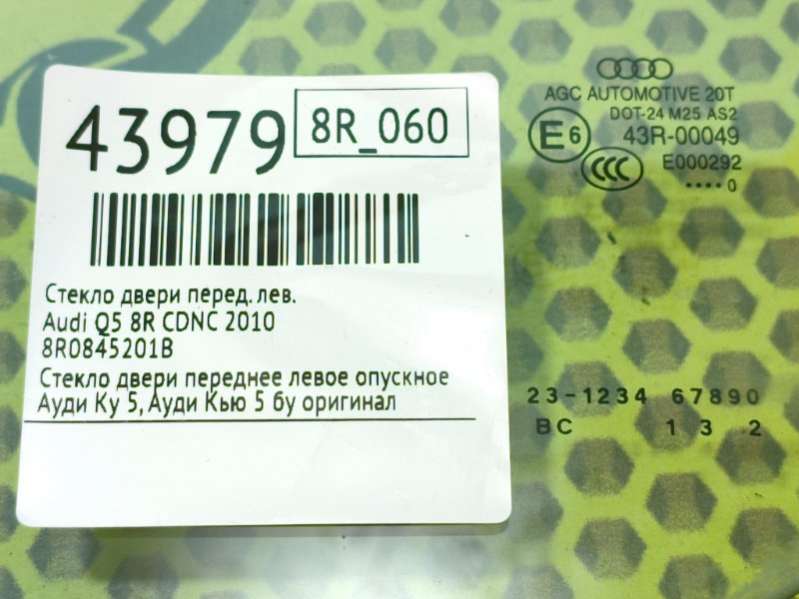 43979
8R_060
Стекло двери перед. лев.
Audi Q5 8R CDNC 2010
8R0845201B
Стекло двери переднее левое опускное
Ауди Ку 5, Ауди Кью 5 бу оригинал
AGC AUTOMOTIVE 20T
DOT-24 M25 AS2
E6
43R-00049
CCC
E000292
•••• 0
23-1234 67890
BC 1 3 2